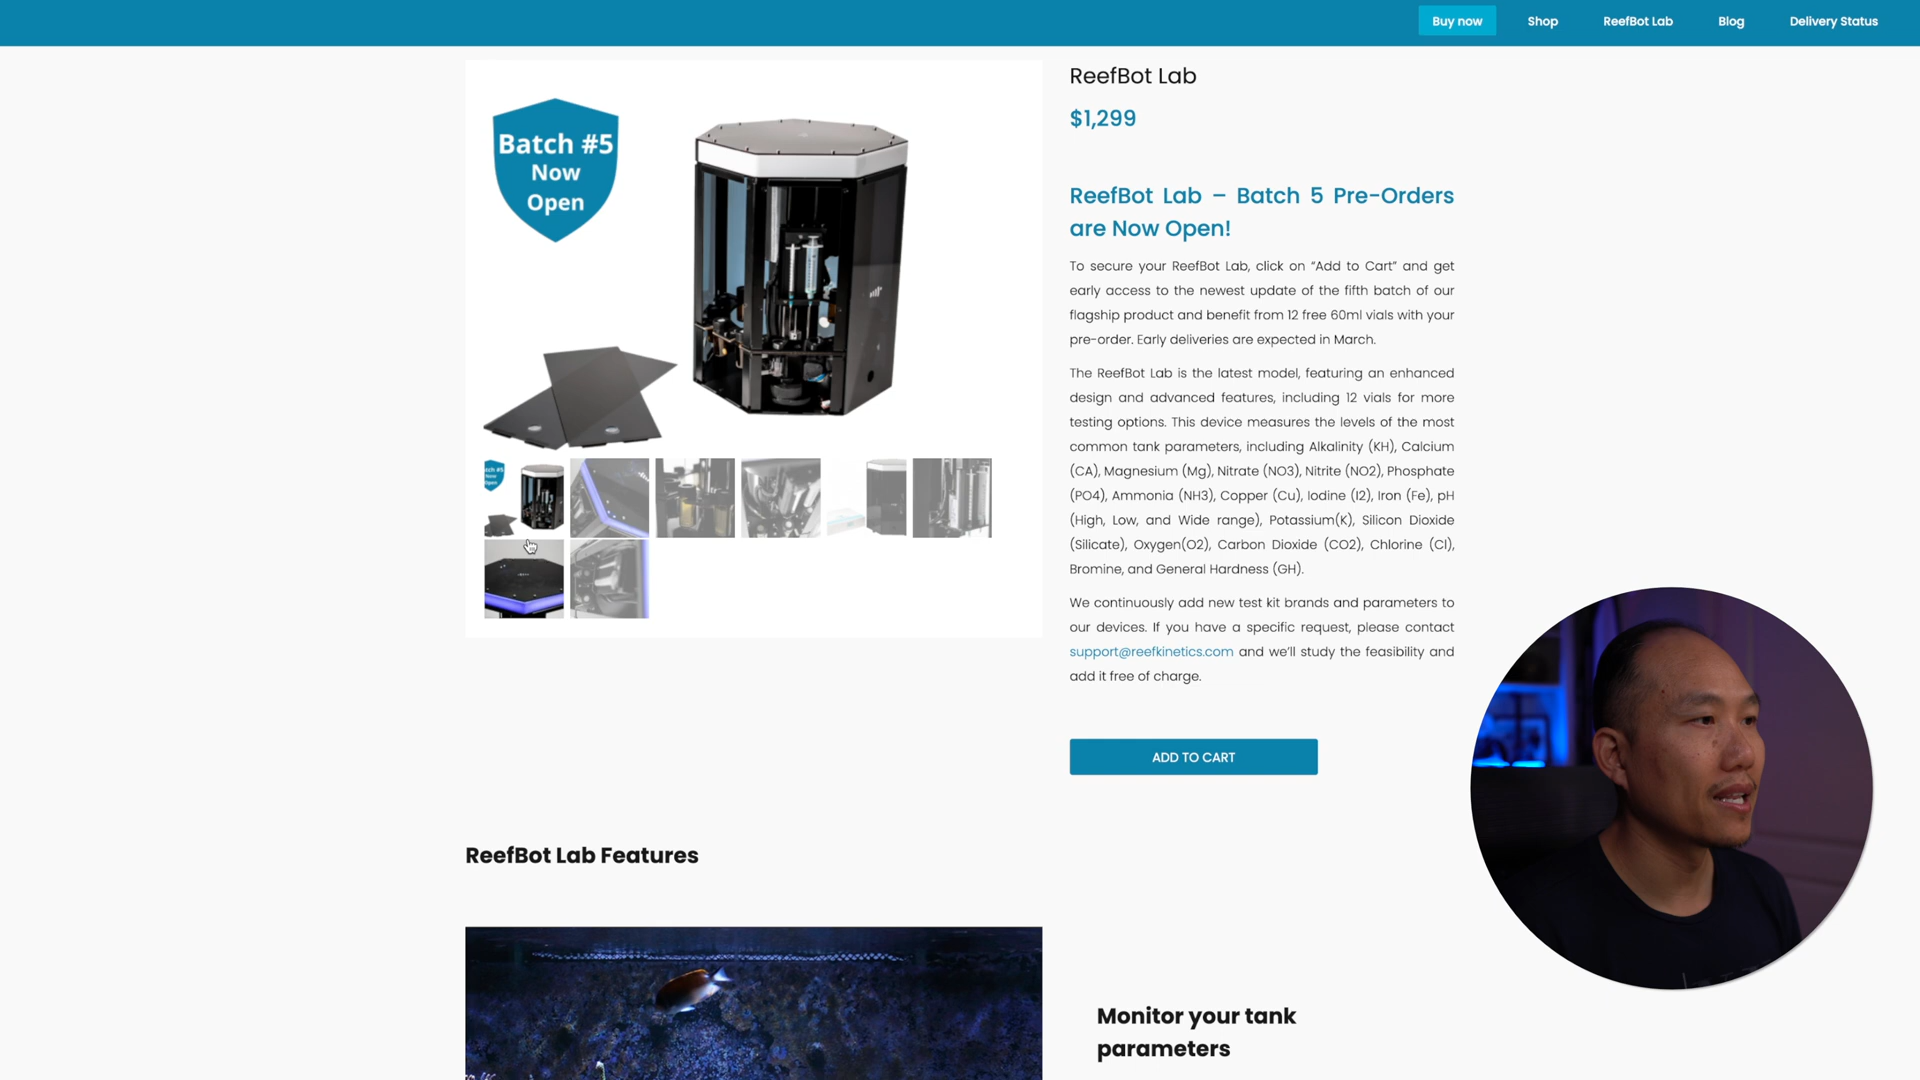 Buy now
Shop
ReefBot Lab
Blog
Delivery Status
Batch #5
Now
Open
ReefBot Lab
$1,299
ReefBot Lab – Batch 5 Pre-Orders
are Now Open!
To secure your ReefBot Lab, click on “Add to Cart” and get
early access to the newest update of the fifth batch of our
flagship product and benefit from 12 free 60ml vials with your
pre-order. Early deliveries are expected in March.
The ReefBot Lab is the latest model, featuring an enhanced
design and advanced features, including 12 vials for more
testing options. This device measures the levels of the most
common tank parameters, including Alkalinity (KH), Calcium
(CA), Magnesium (Mg), Nitrate (NO3), Nitrite (NO2), Phosphate
(PO4), Ammonia (NH3), Copper (Cu), Iodine (I2), Iron (Fe), pH
(High, Low, and Wide range), Potassium(K), Silicon Dioxide
(Silicate), Oxygen(O2), Carbon Dioxide (CO2), Chlorine (Cl),
Bromine, and General Hardness (GH).
We continuously add new test kit brands and parameters to
our devices. If you have a specific request, please contact
support@reefkinetics.com and we’ll study the feasibility and
add it free of charge.
ADD TO CART
ReefBot Lab Features
Monitor your tank
parameters